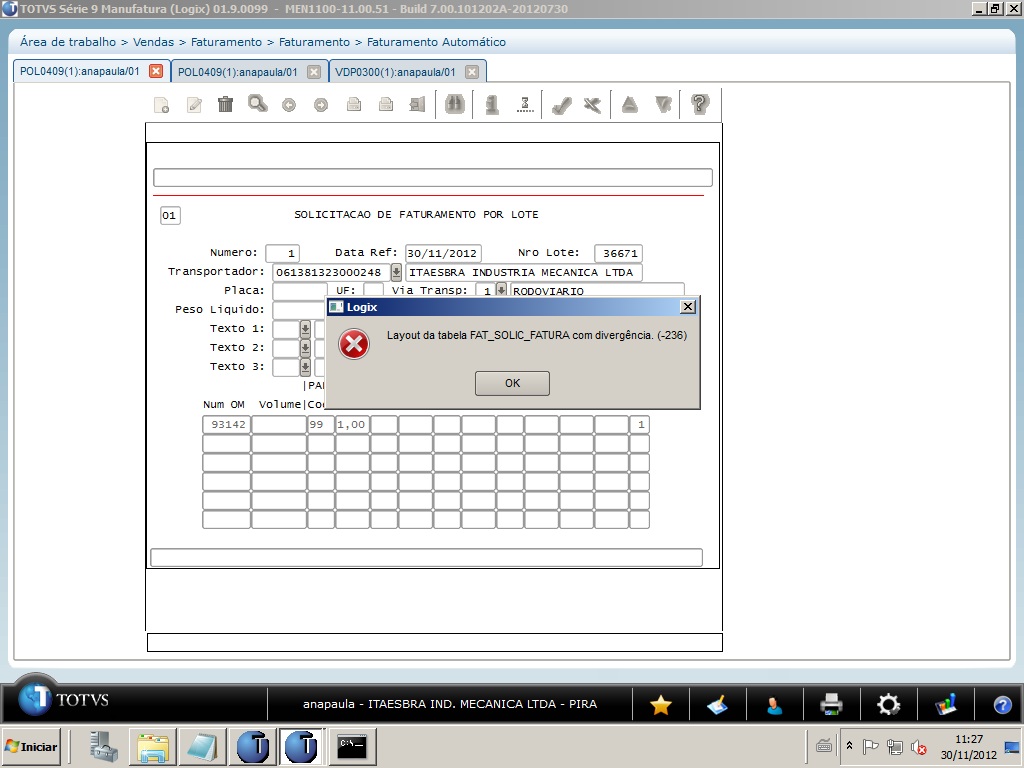 TOTVS Série 9 Manufatura (Logix) 01.9.0099 - MEN1100-11.00.51 - Build 7.00.101202A-20120730
Área de trabalho > Vendas > Faturamento > Faturamento > Faturamento Automático
POL0409(1):anapaula/01 POL0409(1):anapaula/01 VDP0300(1):anapaula/01
01 SOLICITACAO DE FATURAMENTO POR LOTE
Numero: 1 Data Ref: 30/11/2012 Nro Lote: 36671
Transportador: 061381323000248 ITAESBRA INDUSTRIA MECANICA LTDA
Placa: UF: Via Transp: 1 RODOVIARIO
Peso Liquido:
Logix
Layout da tabela FAT_SOLIC_FATURA com divergência. (-236)
OK
Texto 1:
Texto 2:
Texto 3:
Num OM Volume
93142 99 1,00 1
TOTVS
anapaula - ITAESBRA IND. MECANICA LTDA - PIRA
Iniciar
11:27
30/11/2012